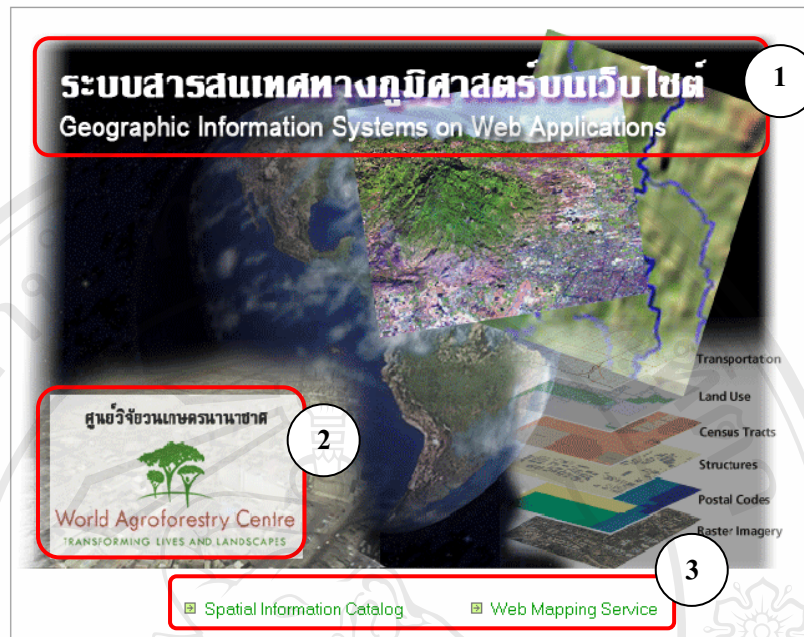 ระบบสารสนเทศทางภูมิศาสตร์บนเว็บไซต์
Geographic Information Systems on Web Applications
1
Transportation
Land Use
Census Tracts
Structures
Postal Codes
Raster Imagery
ศูนย์วิจัยวนเกษตรนานาชาติ
World Agroforestry Centre
TRANSFORMING LIVES AND LANDSCAPES
2
3
Spatial Information Catalog
Web Mapping Service